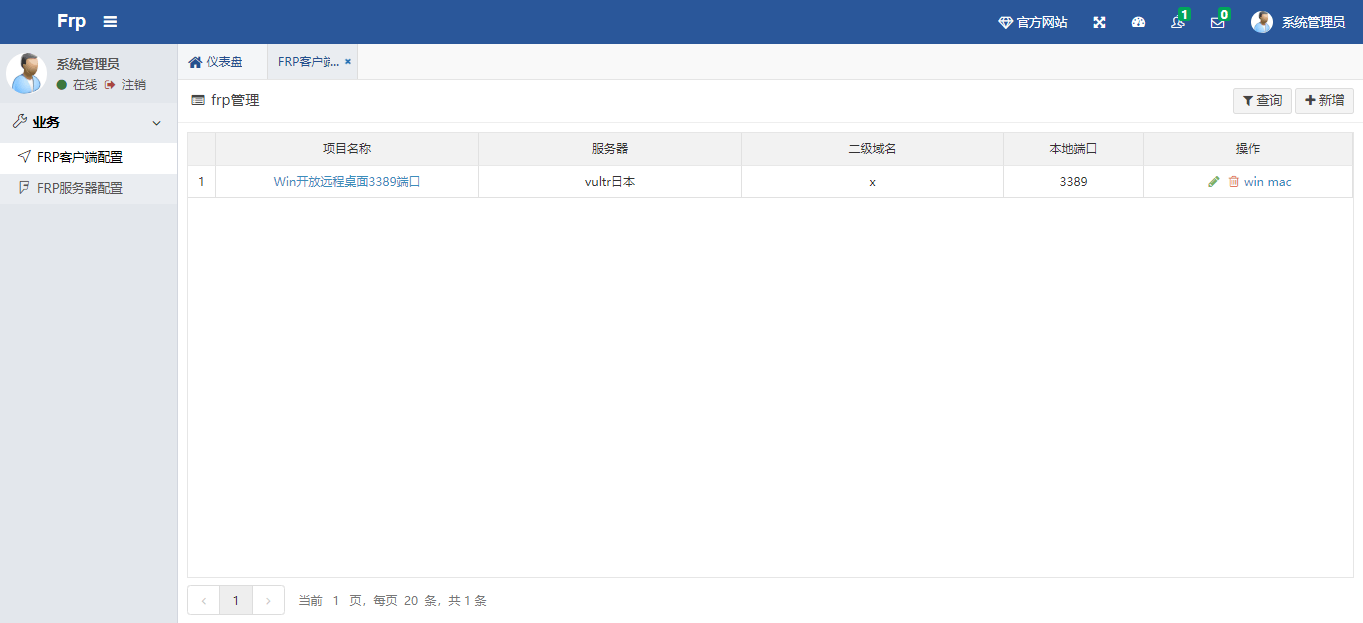 Frp
官方网站
1
0
系统管理员
系统管理员
在线 注销
业务
FRP客户端配置
FRP服务器配置
仪表盘
FRP客户端... ×
frp管理
查询
新增
项目名称 服务器 二级域名 本地端口 操作
1 Win开放远程桌面3389端口 vultr日本 x 3389 win mac
‹ 1 › 当前 1 页，每页 20 条，共 1 条